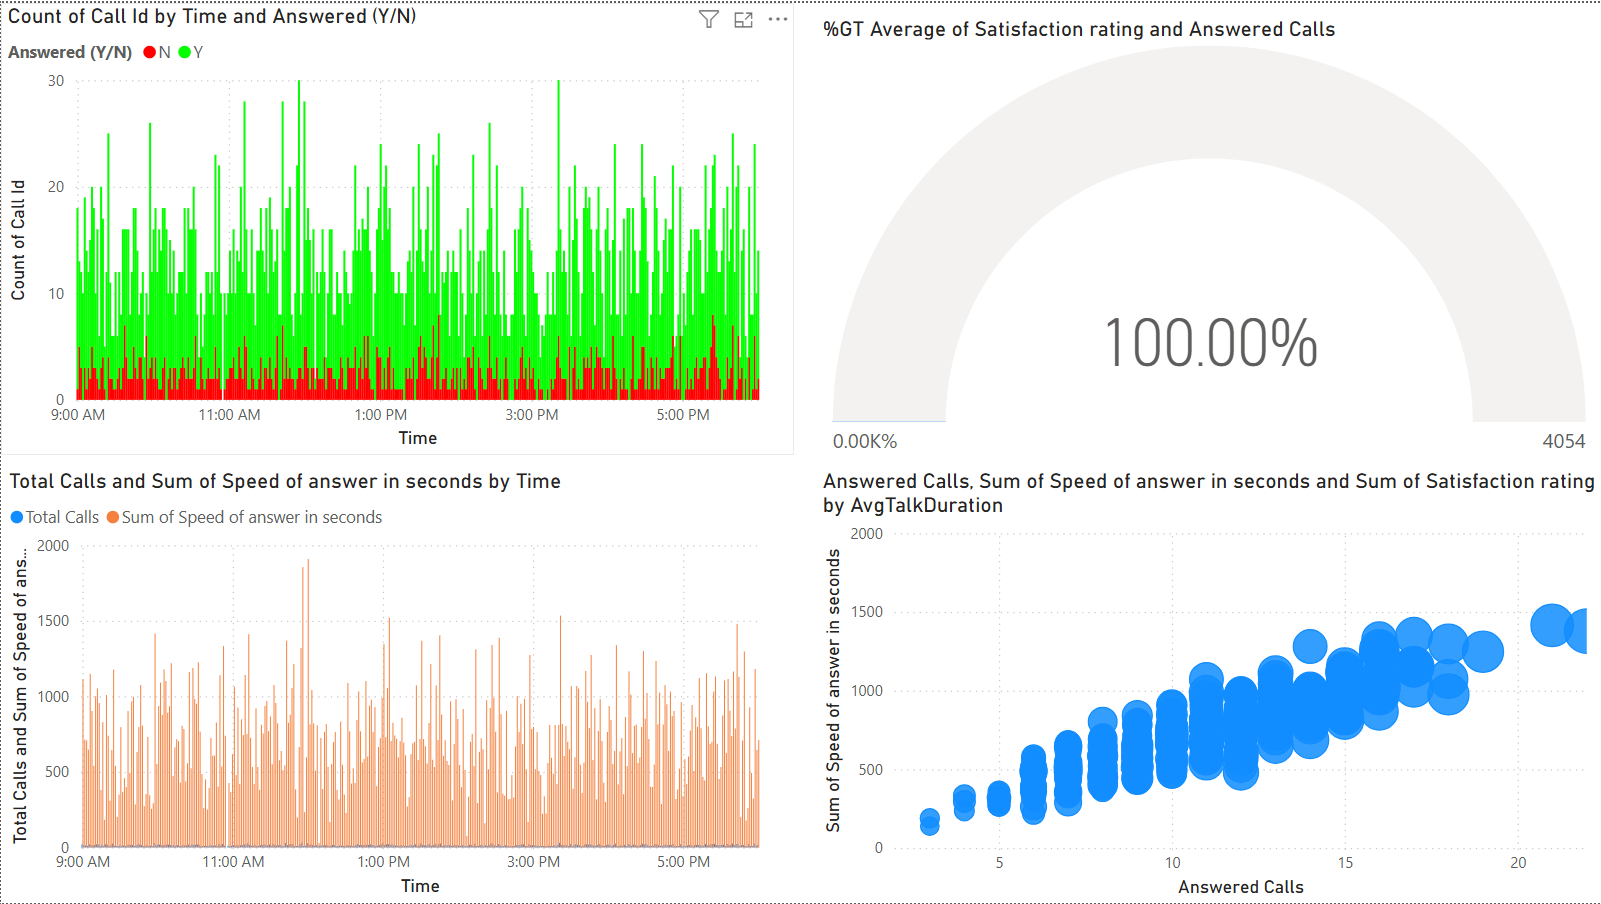 Count of Call Id by Time and Answered (Y/N)
Answered (Y/N) N Y
30
20
10
0
Count of Call Id
9:00 AM 11:00 AM 1:00 PM 3:00 PM 5:00 PM
Time
%GT Average of Satisfaction rating and Answered Calls
100.00%
0.00K% 4054
Total Calls and Sum of Speed of answer in seconds by Time
Total Calls Sum of Speed of answer in seconds
2000
1500
1000
500
0
Total Calls and Sum of Speed of ans...
9:00 AM 11:00 AM 1:00 PM 3:00 PM 5:00 PM
Time
Answered Calls, Sum of Speed of answer in seconds and Sum of Satisfaction rating
by AvgTalkDuration
2000
1500
1000
500
0
Sum of Speed of answer in seconds
5 10 15 20
Answered Calls